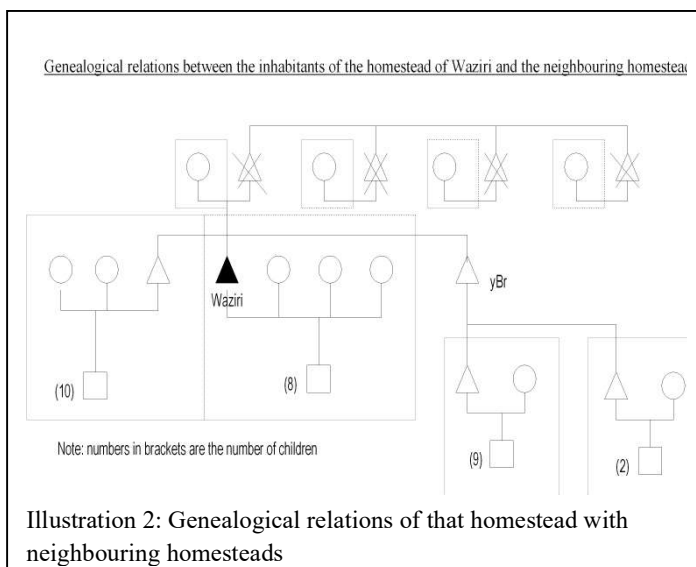 Genealogical relations between the inhabitants of the homestead of Waziri and the neighbouring
Waziri
yBr
(10)
(8)
(9)
(2)
Note: numbers in brackets are the number of children
Illustration 2: Genealogical relations of that homestead with
neighbouring homesteads